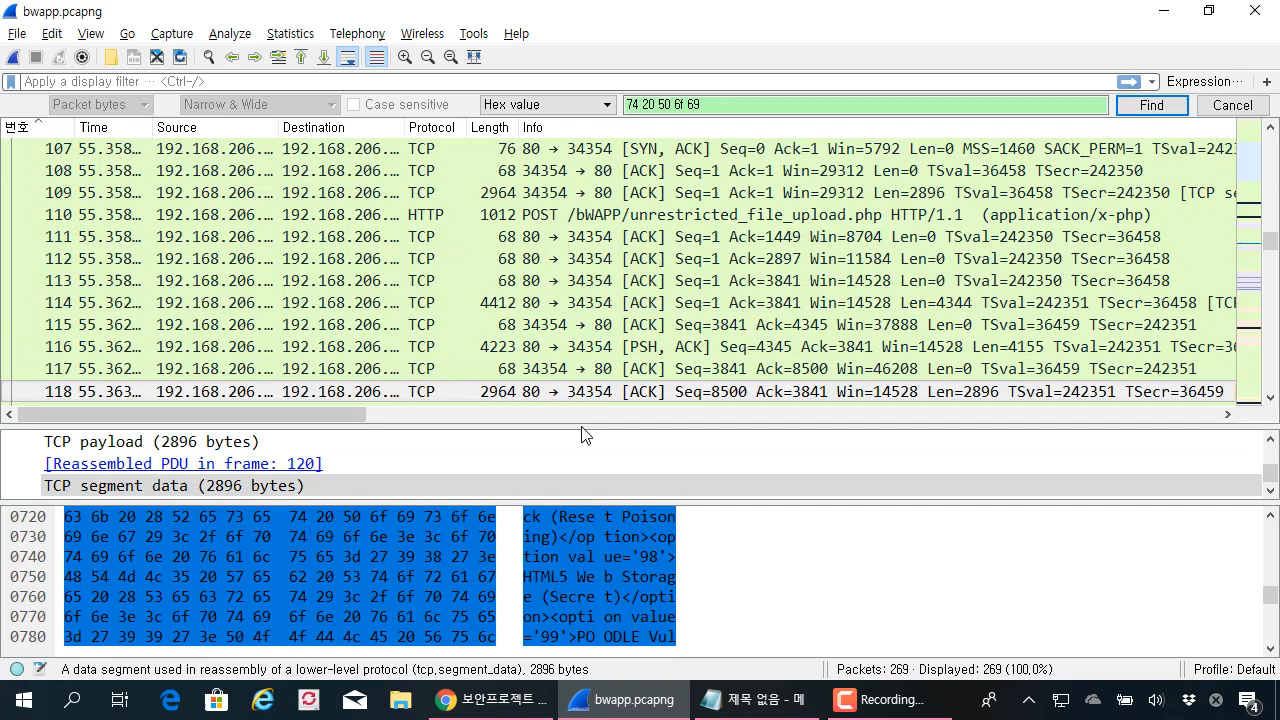 bwapp.pcapng
File Edit View Go Capture Analyze Statistics Telephony Wireless Tools Help
Apply a display filter ··· <Ctrl-/> Expression··· +
Packet bytes Narrow & Wide Case sensitive Hex value 74 20 50 6f 69 Find Cancel
번호 Time Source Destination Protocol Length Info
107 55.358… 192.168.206.… 192.168.206.… TCP 76 80 → 34354 [SYN, ACK] Seq=0 Ack=1 Win=5792 Len=0 MSS=1460 SACK_PERM=1 TSval=242
108 55.358… 192.168.206.… 192.168.206.… TCP 68 34354 → 80 [ACK] Seq=1 Ack=1 Win=29312 Len=0 TSval=36458 TSecr=242350
109 55.358… 192.168.206.… 192.168.206.… TCP 2964 34354 → 80 [ACK] Seq=1 Ack=1 Win=29312 Len=2896 TSval=36458 TSecr=242350 [TCP se
110 55.358… 192.168.206.… 192.168.206.… HTTP 1012 POST /bWAPP/unrestricted_file_upload.php HTTP/1.1 (application/x-php)
111 55.358… 192.168.206.… 192.168.206.… TCP 68 80 → 34354 [ACK] Seq=1 Ack=1449 Win=8704 Len=0 TSval=242350 TSecr=36458
112 55.358… 192.168.206.… 192.168.206.… TCP 68 80 → 34354 [ACK] Seq=1 Ack=2897 Win=11584 Len=0 TSval=242350 TSecr=36458
113 55.358… 192.168.206.… 192.168.206.… TCP 68 80 → 34354 [ACK] Seq=1 Ack=3841 Win=14528 Len=0 TSval=242350 TSecr=36458
114 55.362… 192.168.206.… 192.168.206.… TCP 4412 80 → 34354 [ACK] Seq=1 Ack=3841 Win=14528 Len=4344 TSval=242351 TSecr=36458 [TC
115 55.362… 192.168.206.… 192.168.206.… TCP 68 34354 → 80 [ACK] Seq=3841 Ack=4345 Win=37888 Len=0 TSval=36459 TSecr=242351
116 55.362… 192.168.206.… 192.168.206.… TCP 4223 80 → 34354 [PSH, ACK] Seq=4345 Ack=3841 Win=14528 Len=4155 TSval=242351 TSecr=36
117 55.362… 192.168.206.… 192.168.206.… TCP 68 34354 → 80 [ACK] Seq=3841 Ack=8500 Win=46208 Len=0 TSval=36459 TSecr=242351
118 55.363… 192.168.206.… 192.168.206.… TCP 2964 80 → 34354 [ACK] Seq=8500 Ack=3841 Win=14528 Len=2896 TSval=242351 TSecr=36459
TCP payload (2896 bytes)
[Reassembled PDU in frame: 120]
TCP segment data (2896 bytes)
0720 63 6b 20 28 52 65 73 65 74 20 50 6f 69 73 6f 6e ck (Rese t Poison
0730 69 6e 67 29 3c 2f 6f 70 74 69 6f 6e 3e 3c 6f 70 ing)</op tion><op
0740 74 69 6f 6e 20 76 61 6c 75 65 3d 27 39 38 27 3e tion val ue='98'>
0750 48 54 4d 4c 35 20 57 65 62 20 53 74 6f 72 61 67 HTML5 We b Storag
0760 65 20 28 53 65 63 72 65 74 29 3c 2f 6f 70 74 69 e (Secre t)</opti
0770 6f 6e 3e 3c 6f 70 74 69 6f 6e 20 76 61 6c 75 65 on><opti on value
0780 3d 27 39 39 27 3e 50 4f 4f 44 4c 45 20 56 75 6c ='99'>PO ODLE Vul
A data segment used in reassembly of a lower-level protocol (tcp,segment_data), 2896 bytes Packets: 269 · Displayed: 269 (100,0%) Profile: Default
보안프로젝트 ... bwapp.pcapng 제목 없음 - 메 Recording... 4